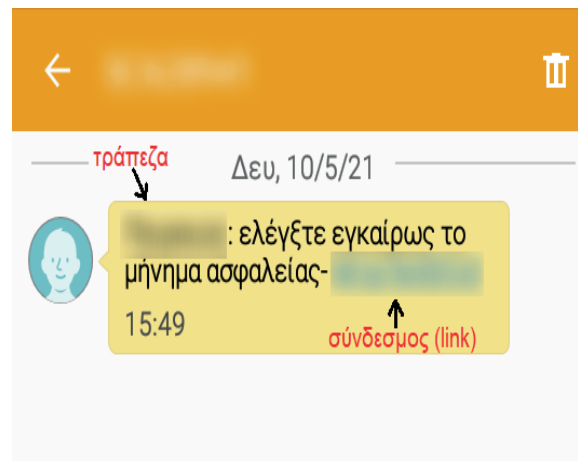 τράπεζα
Δευ, 10/5/21
: ελέγξτε εγκαίρως το
μήνημα ασφαλείας-
15:49
σύνδεσμος (link)